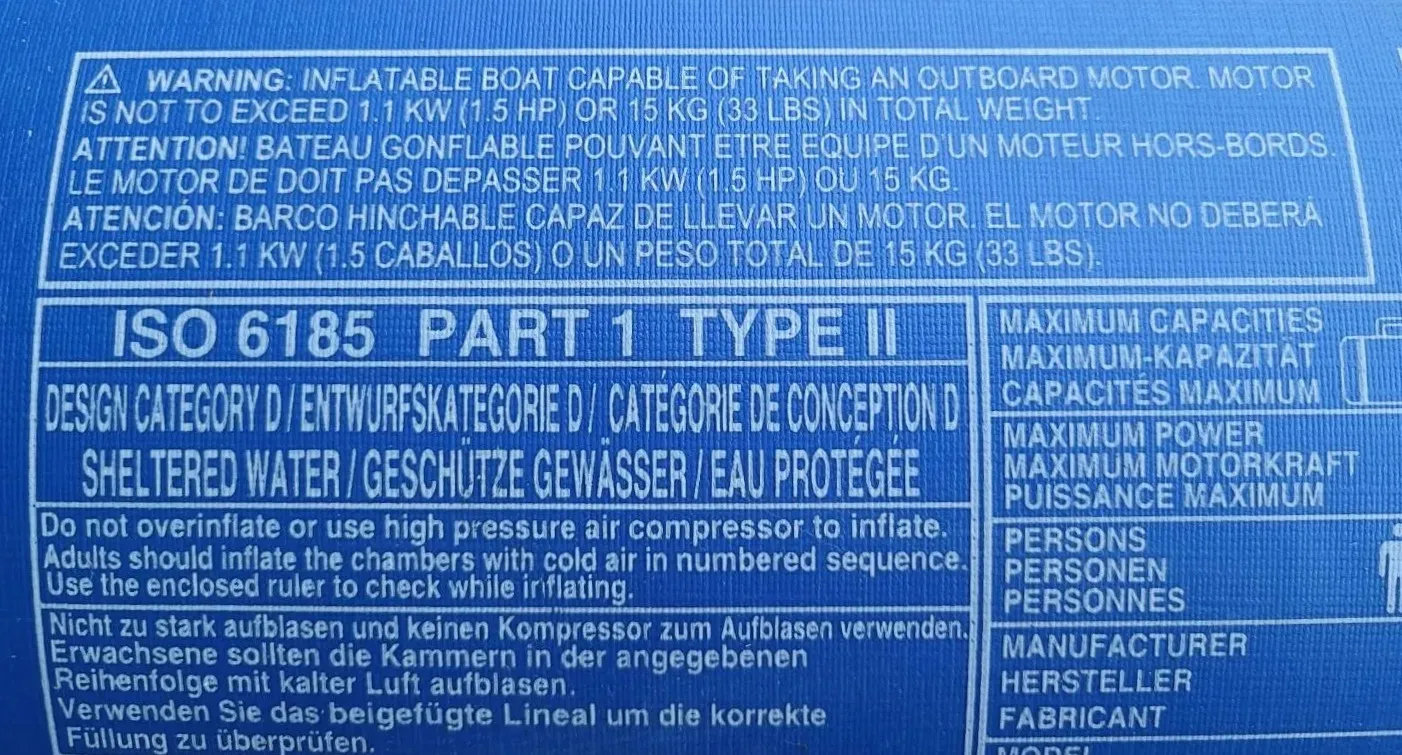 ⚠ WARNING: INFLATABLE BOAT CAPABLE OF TAKING AN OUTBOARD MOTOR. MOTOR
IS NOT TO EXCEED 1.1 KW (1.5 HP) OR 15 KG (33 LBS) IN TOTAL WEIGHT.
ATTENTION! BATEAU GONFLABLE POUVANT ETRE EQUIPE D'UN MOTEUR HORS-BORDS.
LE MOTOR DE DOIT PAS DEPASSER 1.1 KW (1.5 HP) OU 15 KG.
ATENCIÓN: BARCO HINCHABLE CAPAZ DE LLEVAR UN MOTOR. EL MOTOR NO DEBERÁ
EXCEDER 1.1 KW (1.5 CABALLOS) O UN PESO TOTAL DE 15 KG (33 LBS).
ISO 6185 PART 1 TYPE II
DESIGN CATEGORY D / ENTWURFSKATEGORIE D / CATÉGORIE DE CONCEPTION D
SHELTERED WATER / GESCHÜTZE GEWÄSSER / EAU PROTÉGÉE
Do not overinflate or use high pressure air compressor to inflate.
Adults should inflate the chambers with cold air in numbered sequence.
Use the enclosed ruler to check while inflating.
Nicht zu stark aufblasen und keinen Kompressor zum Aufblasen verwenden.
Erwachsene sollten die Kammern in der angegebenen
Reihenfolge mit kalter Luft aufblasen.
Verwenden Sie das beigefügte Lineal um die korrekte
Füllung zu überprüfen.
MAXIMUM CAPACITIES
MAXIMUM-KAPAZITÄT
CAPACITÉS MAXIMUM
MAXIMUM POWER
MAXIMUM MOTORKRAFT
PUISSANCE MAXIMUM
PERSONS
PERSONEN
PERSONNES
MANUFACTURER
HERSTELLER
FABRICANT
MODEL